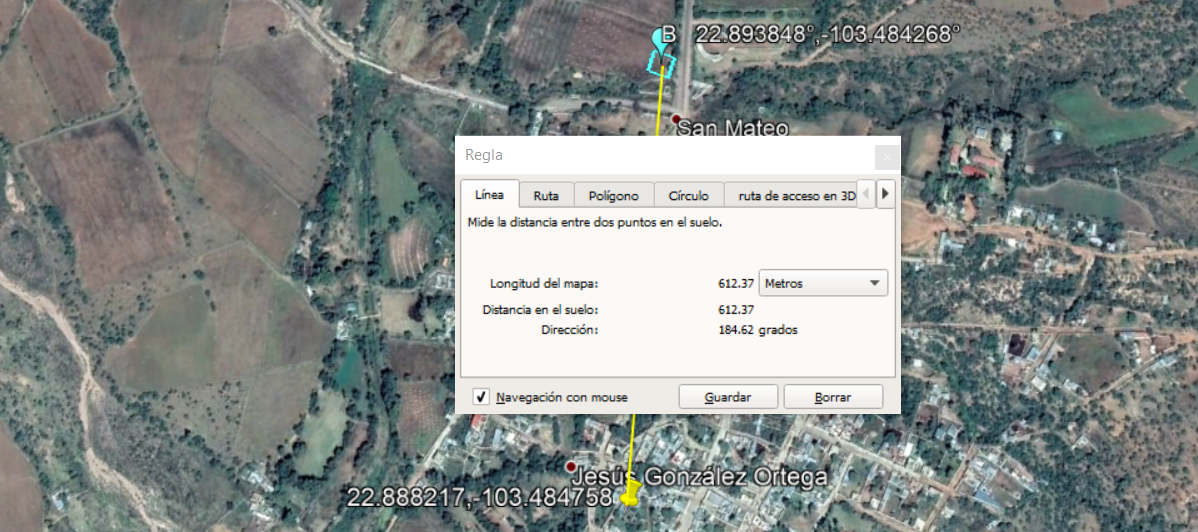 B 22.893848°,-103.484268°
San Mateo
Regla
Línea Ruta Polígono Círculo ruta de acceso en 3D
Mide la distancia entre dos puntos en el suelo.
Longitud del mapa: 612.37 Metros
Distancia en el suelo: 612.37
Dirección: 184.62 grados
Navegación con mouse Guardar Borrar
Jesús González Ortega
22.888217,-103.484758